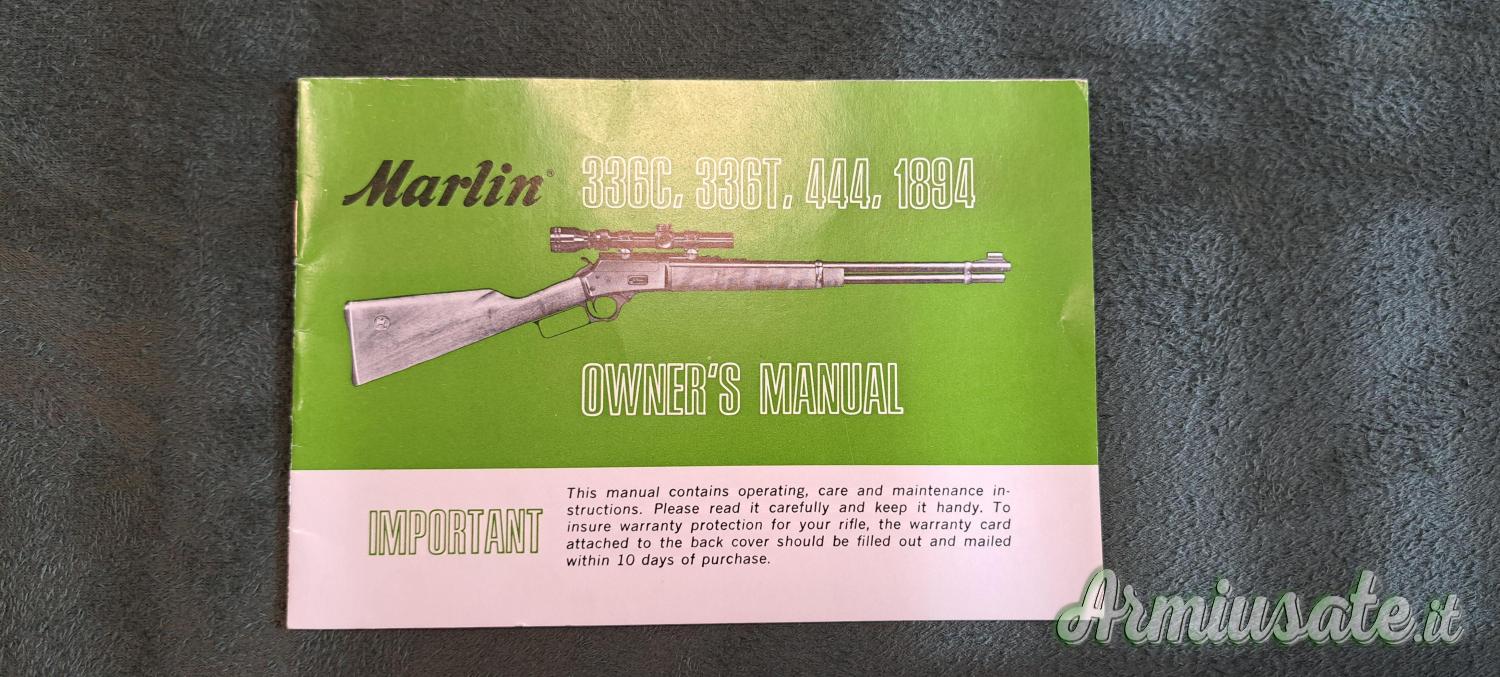 Marlin® 336C, 336T, 444, 1894
OWNER'S MANUAL
IMPORTANT
This manual contains operating, care and maintenance in-
structions. Please read it carefully and keep it handy. To
insure warranty protection for your rifle, the warranty card
attached to the back cover should be filled out and mailed
within 10 days of purchase.
Armiusate.it